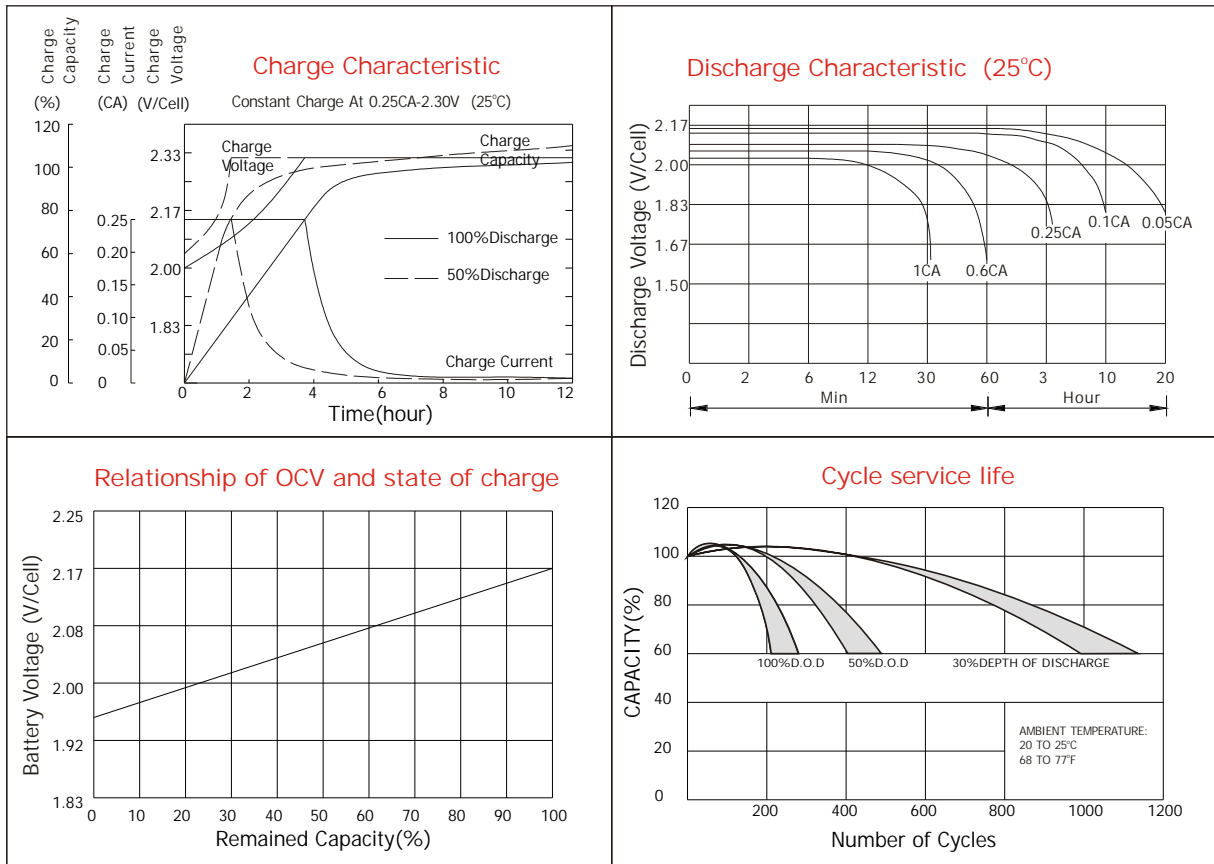 Charge Capacity
Charge Current
Charge Voltage
(%)
(CA)
(V/Cell)
Charge Characteristic
Constant Charge At 0.25CA-2.30V (25°C)
120
100
80
60
40
20
0
0.25
0.20
0.15
0.10
0.05
0
2.33
2.17
2.00
1.83
Charge
Voltage
Charge
Capacity
100%Discharge
50%Discharge
Charge Current
0 2 4 6 8 10 12
Time(hour)
Discharge Characteristic (25°C)
Discharge Voltage (V/Cell)
2.17
2.00
1.83
1.67
1.50
1CA
0.6CA
0.25CA
0.1CA
0.05CA
0 2 6 12 30 60 3 10 20
Min
Hour
Relationship of OCV and state of charge
Battery Voltage (V/Cell)
2.25
2.17
2.08
2.00
1.92
1.83
0 10 20 30 40 50 60 70 80 90 100
Remained Capacity(%)
Cycle service life
CAPACITY(%)
120
100
80
60
40
20
0
100%D.O.D
50%D.O.D
30%DEPTH OF DISCHARGE
AMBIENT TEMPERATURE:
20 TO 25°C
68 TO 77°F
200 400 600 800 1000 1200
Number of Cycles